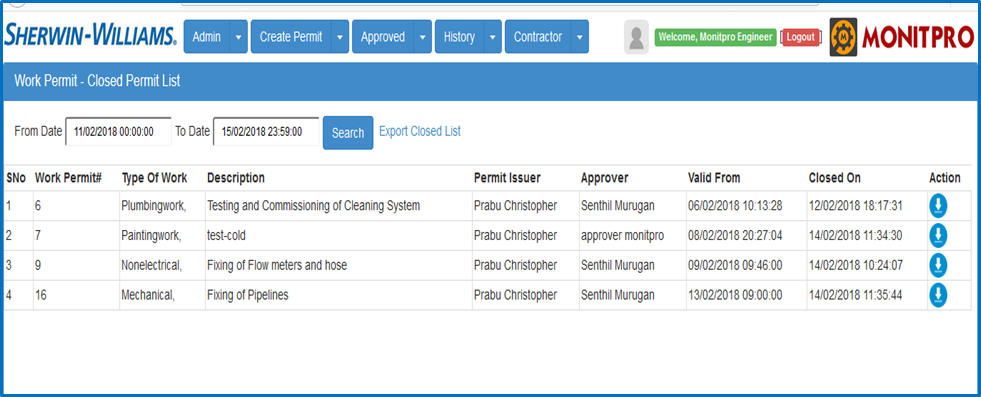 SHERWIN-WILLIAMS. Admin Create Permit Approved History Contractor Welcome, Monitpro Engineer [Logout] M MONITPRO
Work Permit - Closed Permit List
From Date 11/02/2018 00:00:00 To Date 15/02/2018 23:59:00 Search Export Closed List
SNo Work Permit# Type Of Work Description Permit Issuer Approver Valid From Closed On Action
1 6 Plumbingwork, Testing and Commissioning of Cleaning System Prabu Christopher Senthil Murugan 06/02/2018 10:13:28 12/02/2018 18:17:31
2 7 Paintingwork, test-cold Prabu Christopher approver monitpro 08/02/2018 20:27:04 14/02/2018 11:34:30
3 9 Nonelectrical, Fixing of Flow meters and hose Prabu Christopher Senthil Murugan 09/02/2018 09:46:00 14/02/2018 10:24:07
4 16 Mechanical, Fixing of Pipelines Prabu Christopher Senthil Murugan 13/02/2018 09:00:00 14/02/2018 11:35:44